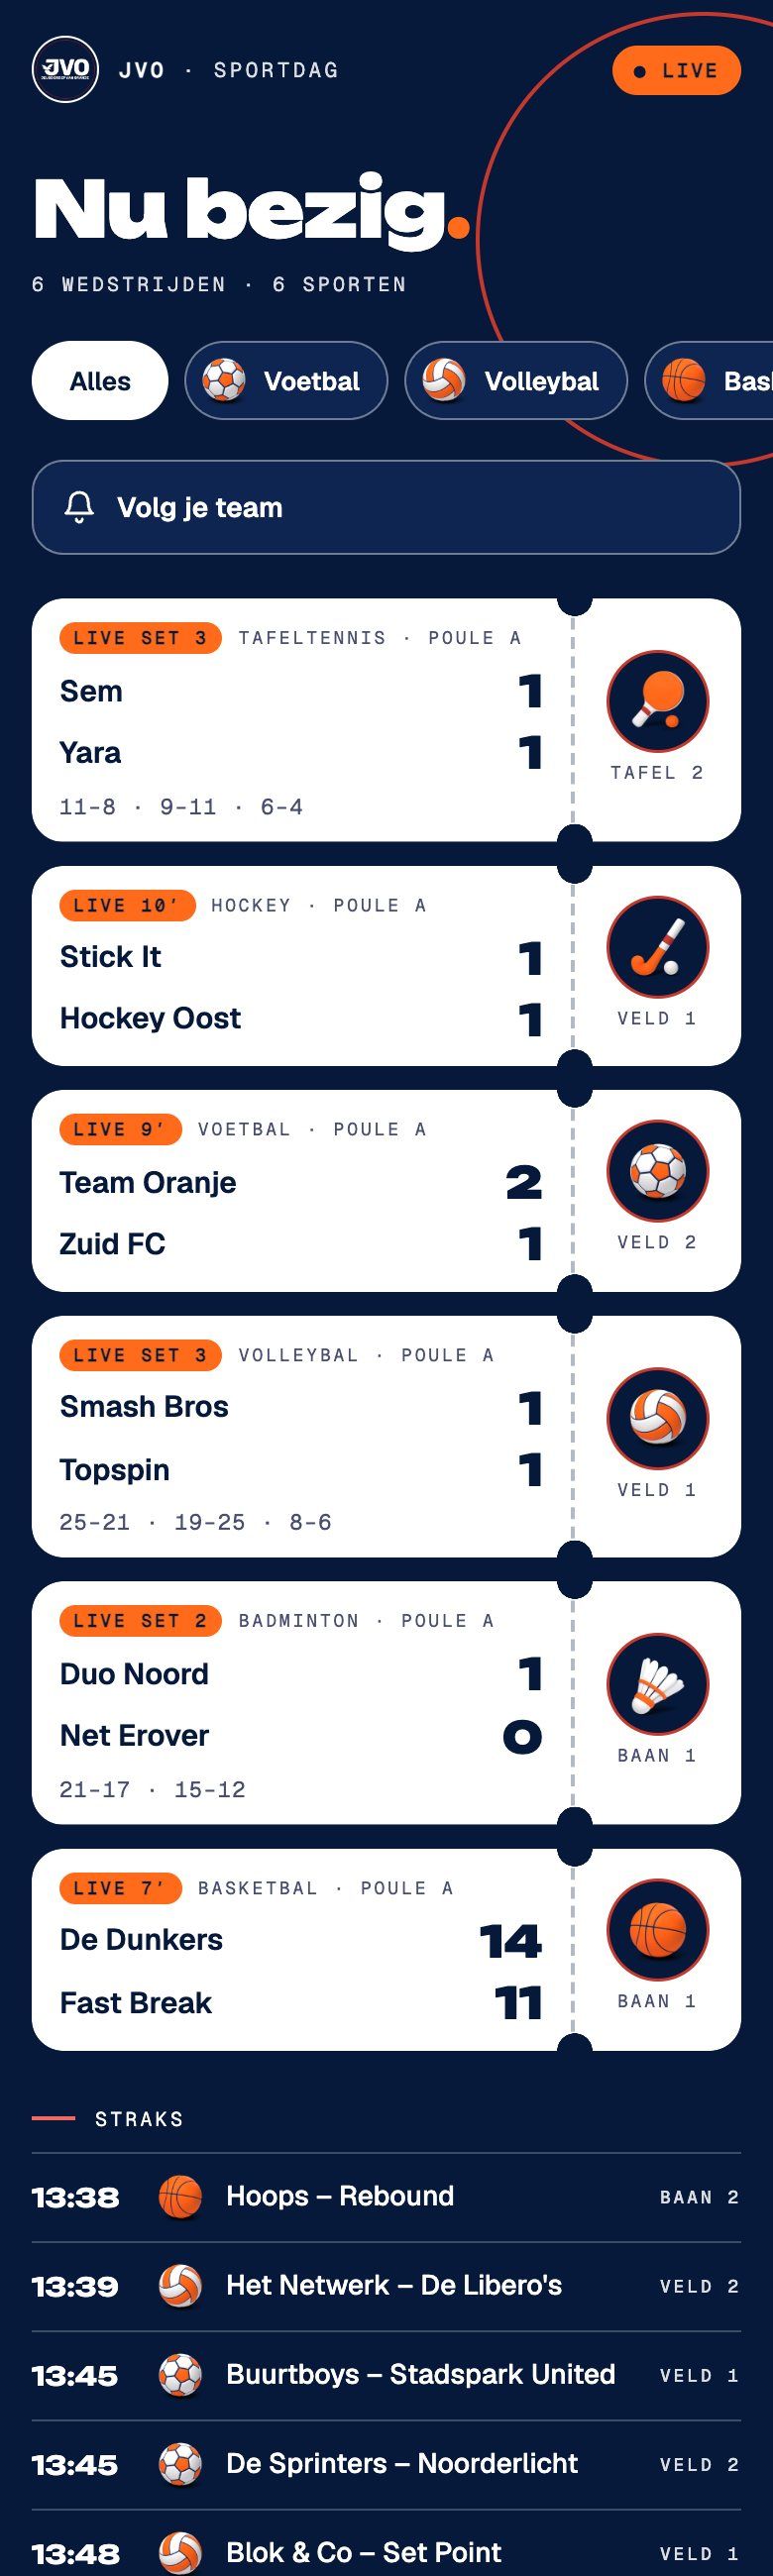 JVO
JVO · SPORTDAG
● LIVE
Nu bezig.
6 WEDSTRIJDEN · 6 SPORTEN
Alles
Voetbal
Volleybal
Bas
Volg je team
LIVE SET 3 TAFELTENNIS · POULE A
Sem 1
Yara 1
11–8 · 9–11 · 6–4
TAFEL 2
LIVE 10′ HOCKEY · POULE A
Stick It 1
Hockey Oost 1
VELD 1
LIVE 9′ VOETBAL · POULE A
Team Oranje 2
Zuid FC 1
VELD 2
LIVE SET 3 VOLLEYBAL · POULE A
Smash Bros 1
Topspin 1
25–21 · 19–25 · 8–6
VELD 1
LIVE SET 2 BADMINTON · POULE A
Duo Noord 1
Net Erover 0
21–17 · 15–12
BAAN 1
LIVE 7′ BASKETBAL · POULE A
De Dunkers 14
Fast Break 11
BAAN 1
STRAKS
13:38 Hoops – Rebound BAAN 2
13:39 Het Netwerk – De Libero's VELD 2
13:45 Buurtboys – Stadspark United VELD 1
13:45 De Sprinters – Noorderlicht VELD 2
13:48 Blok & Co – Set Point VELD 1